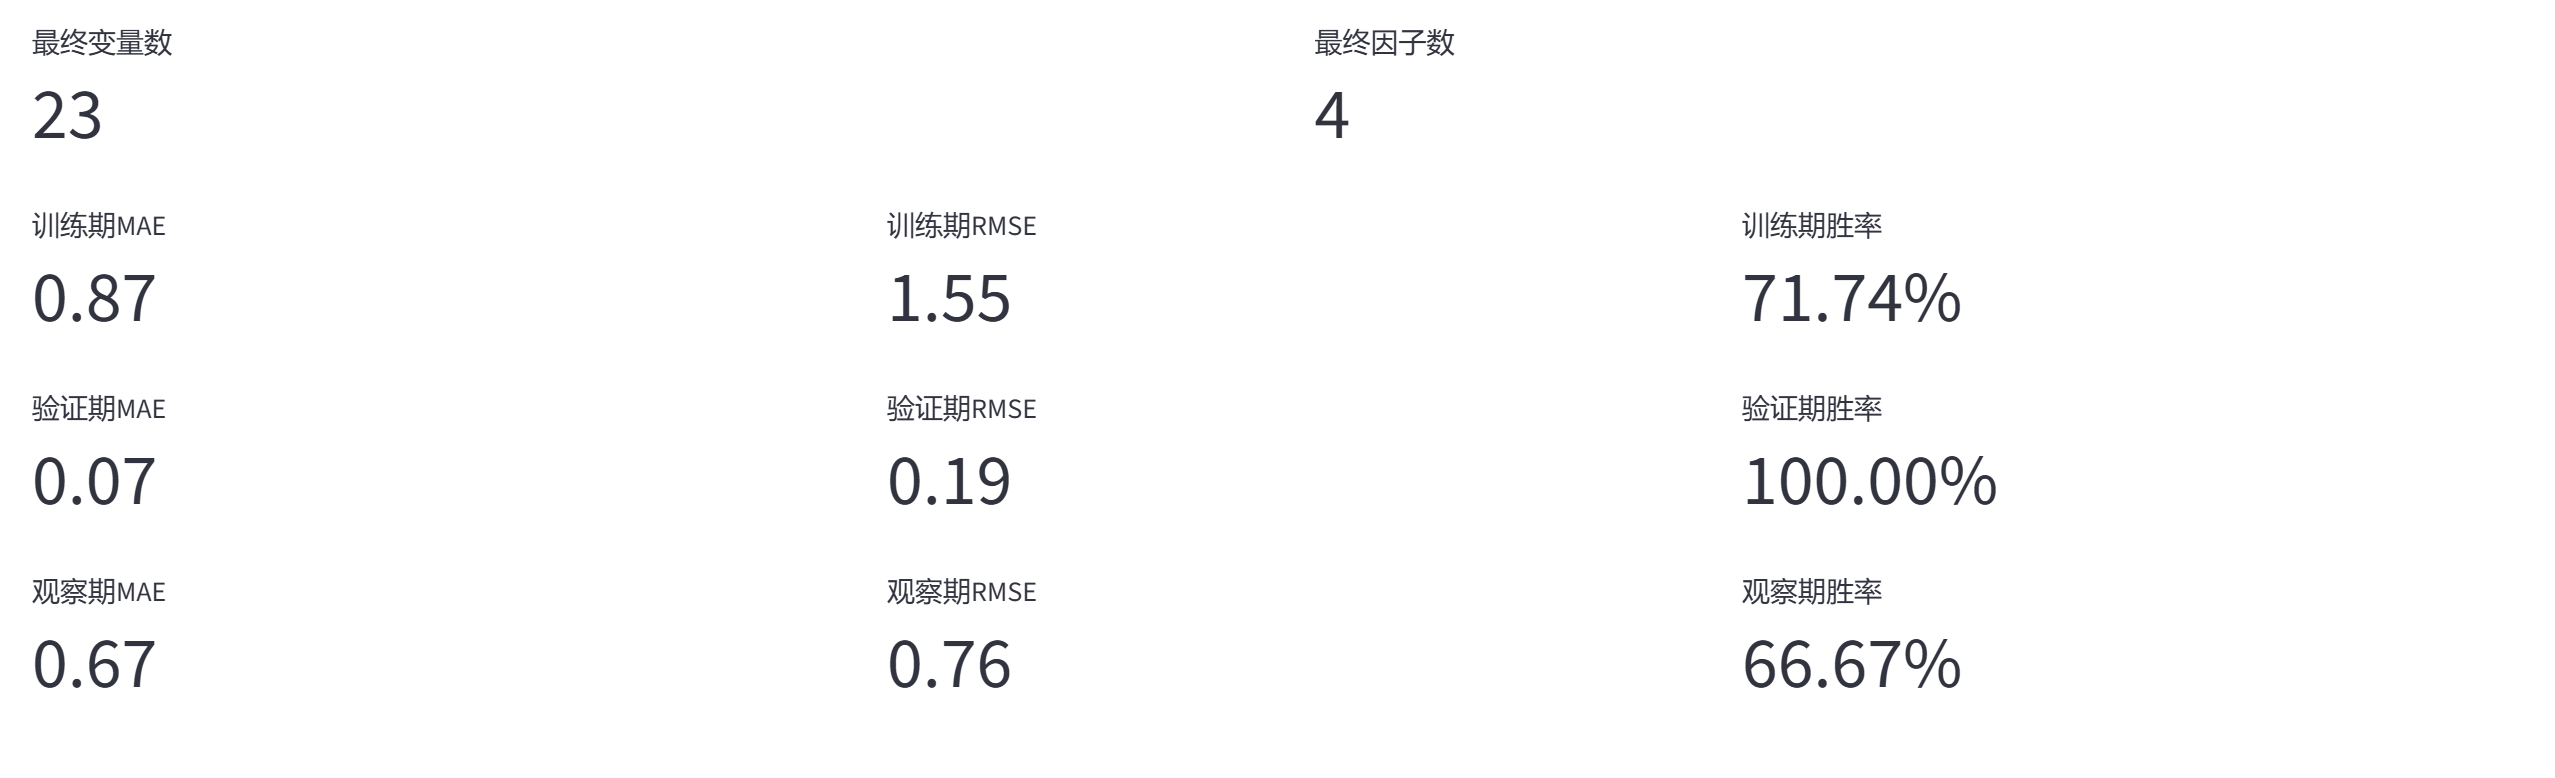 最终变量数
最终因子数
23
4
训练期MAE
训练期RMSE
训练期胜率
0.87
1.55
71.74%
验证期MAE
验证期RMSE
验证期胜率
0.07
0.19
100.00%
观察期MAE
观察期RMSE
观察期胜率
0.67
0.76
66.67%